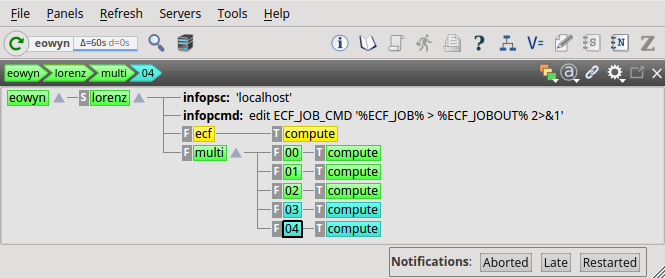 File Panels Refresh Servers Tools Help
eowyn Δ=60s d=0s
eowyn lorenz multi 04
eowyn S lorenz infopsc: 'localhost'
infopcmd: edit ECF_JOB_CMD '%ECF_JOB% > %ECF_JOBOUT% 2>&1'
F ecf T compute
F multi F 00 T compute
F 01 T compute
F 02 T compute
F 03 T compute
F 04 T compute
Notifications: Aborted Late Restarted